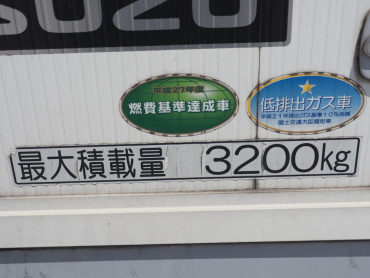 平成27年度
燃費基準達成車
低排出ガス車
平成21年排出ガス基準10%低減
国土交通大臣認定車
最大積載量 3200kg